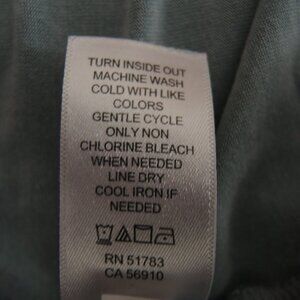 TURN INSIDE OUT
MACHINE WASH
COLD WITH LIKE
COLORS
GENTLE CYCLE
ONLY NON
CHLORINE BLEACH
WHEN NEEDED
LINE DRY
COOL IRON IF
NEEDED
RN 51783
CA 56910